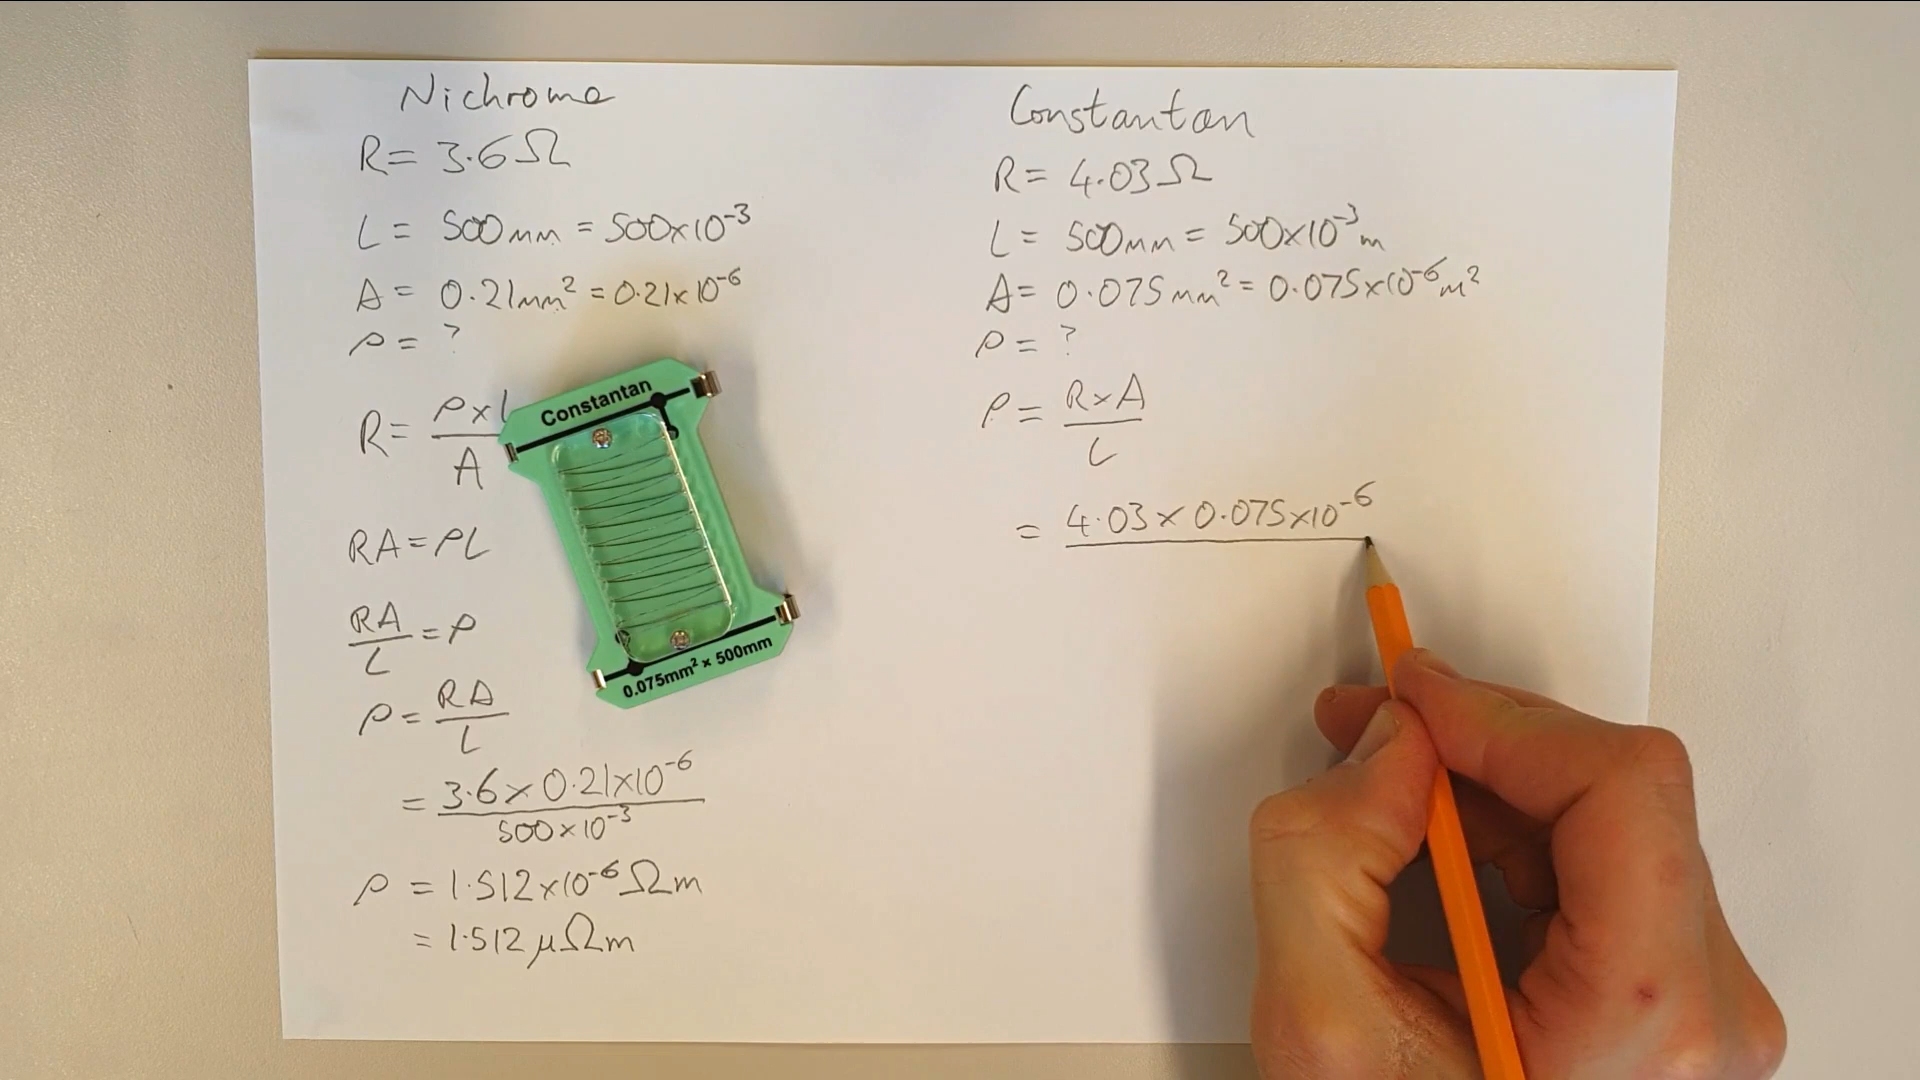 Nichrome
R = 3.6Ω
L = 500mm = 500×10⁻³
A = 0.21mm² = 0.21×10⁻⁶
ρ = ?
R = ρ×L / A
RA = ρL
RA / L = ρ
ρ = RA / L
= 3.6 × 0.21×10⁻⁶ / 500×10⁻³
ρ = 1.512×10⁻⁶ Ωm
= 1.512 μΩm
Constantan
0.075mm² × 500mm
Constantan
R = 4.03Ω
L = 500mm = 500×10⁻³m
A = 0.075mm² = 0.075×10⁻⁶m²
ρ = ?
ρ = R×A / L
= 4.03 × 0.075×10⁻⁶